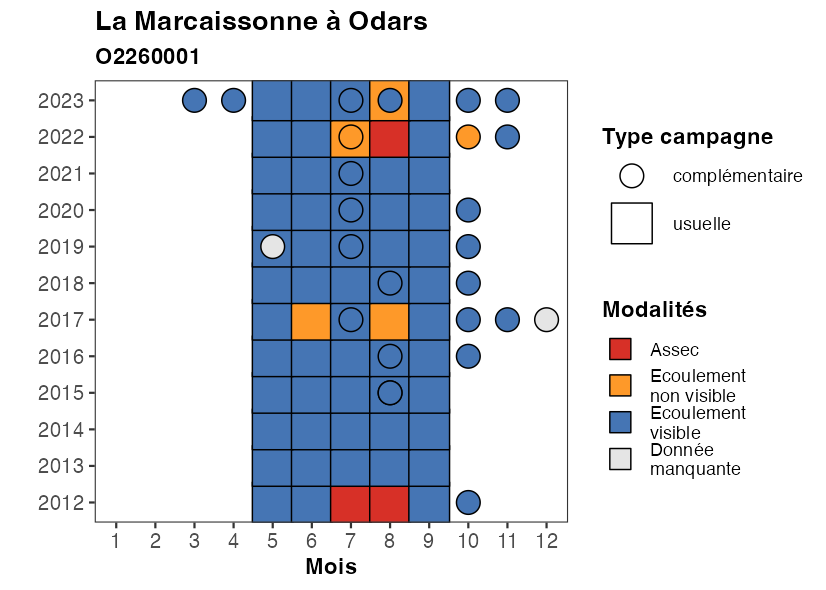 La Marcaissonne à Odars
O2260001
2023
2022
2021
2020
2019
2018
2017
2016
2015
2014
2013
2012
1 2 3 4 5 6 7 8 9 10 11 12
Mois
Type campagne
complémentaire
usuelle
Modalités
Assec
Ecoulement
non visible
Ecoulement
visible
Donnée
manquante